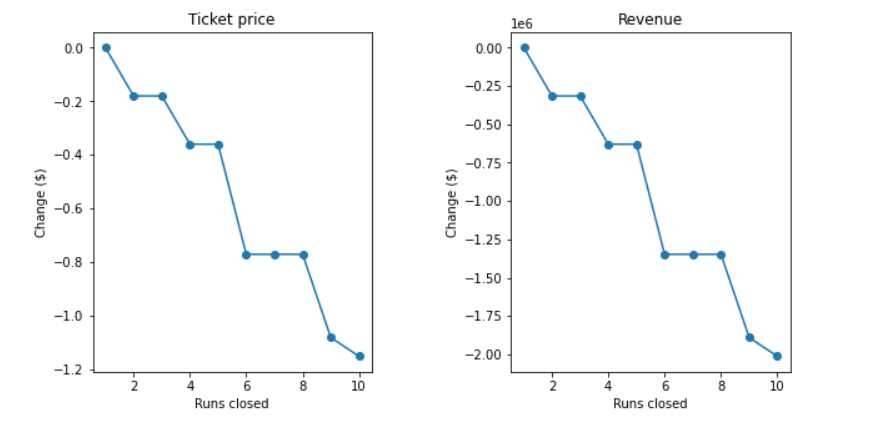 Ticket price
0.0
−0.2
−0.4
−0.6
−0.8
−1.0
−1.2
Change ($)
2 4 6 8 10
Runs closed
Revenue
1e6
0.00
−0.25
−0.50
−0.75
−1.00
−1.25
−1.50
−1.75
−2.00
Change ($)
2 4 6 8 10
Runs closed